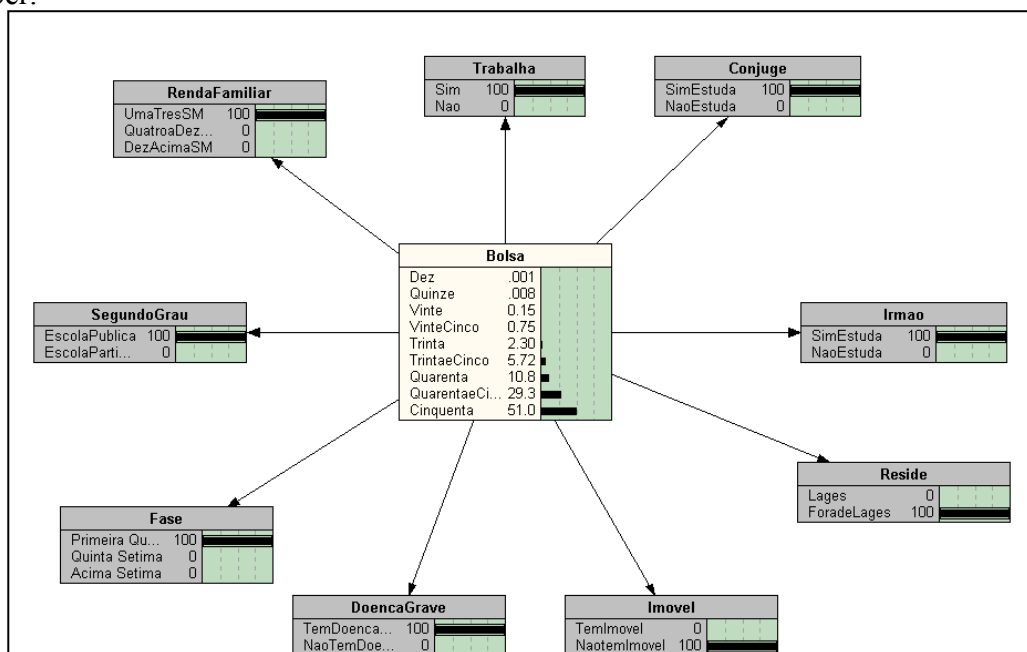 Trabalha
Sim 100
Nao 0
Conjuge
SimEstuda 100
NaoEstuda 0
RendaFamiliar
UmaTresSM 100
QuatroaDez... 0
DezAcimaSM 0
Bolsa
Dez .001
Quinze .008
Vinte 0.15
VinteCinco 0.75
Trinta 2.30
TrintaeCinco 5.72
Quarenta 10.8
QuarentaeCi... 29.3
Cinquenta 51.0
SegundoGrau
EscolaPublica 100
EscolaParti... 0
Irmao
SimEstuda 100
NaoEstuda 0
Reside
Lages 0
ForadeLages 100
Fase
Primeira Qu... 100
Quinta Setima 0
Acima Setima 0
DoencaGrave
TemDoenca... 100
NaoTemDoe... 0
Imovel
TemImovel 0
NaotemImovel 100